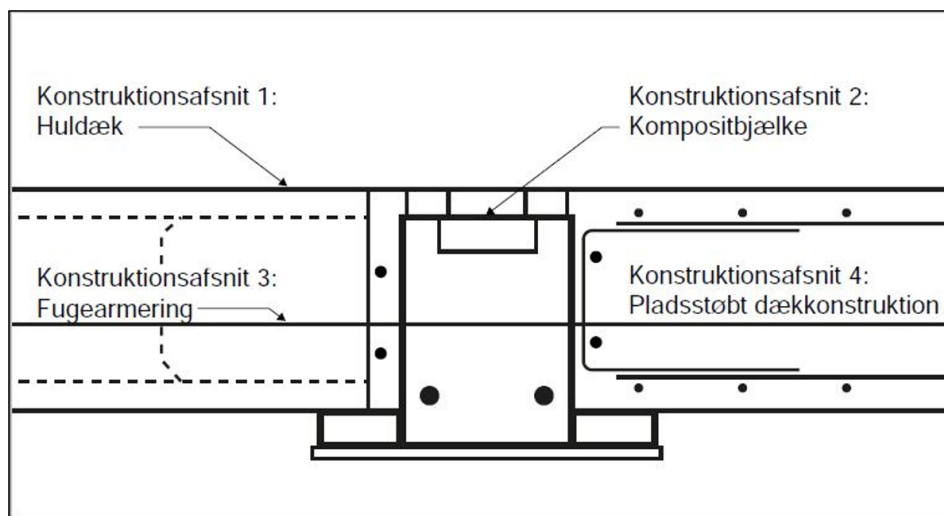 Konstruktionsafsnit 1:
Huldæk
Konstruktionsafsnit 2:
Kompositbjælke
Konstruktionsafsnit 3:
Fugearmering
Konstruktionsafsnit 4:
Pladsstøbt dækkonstruktion